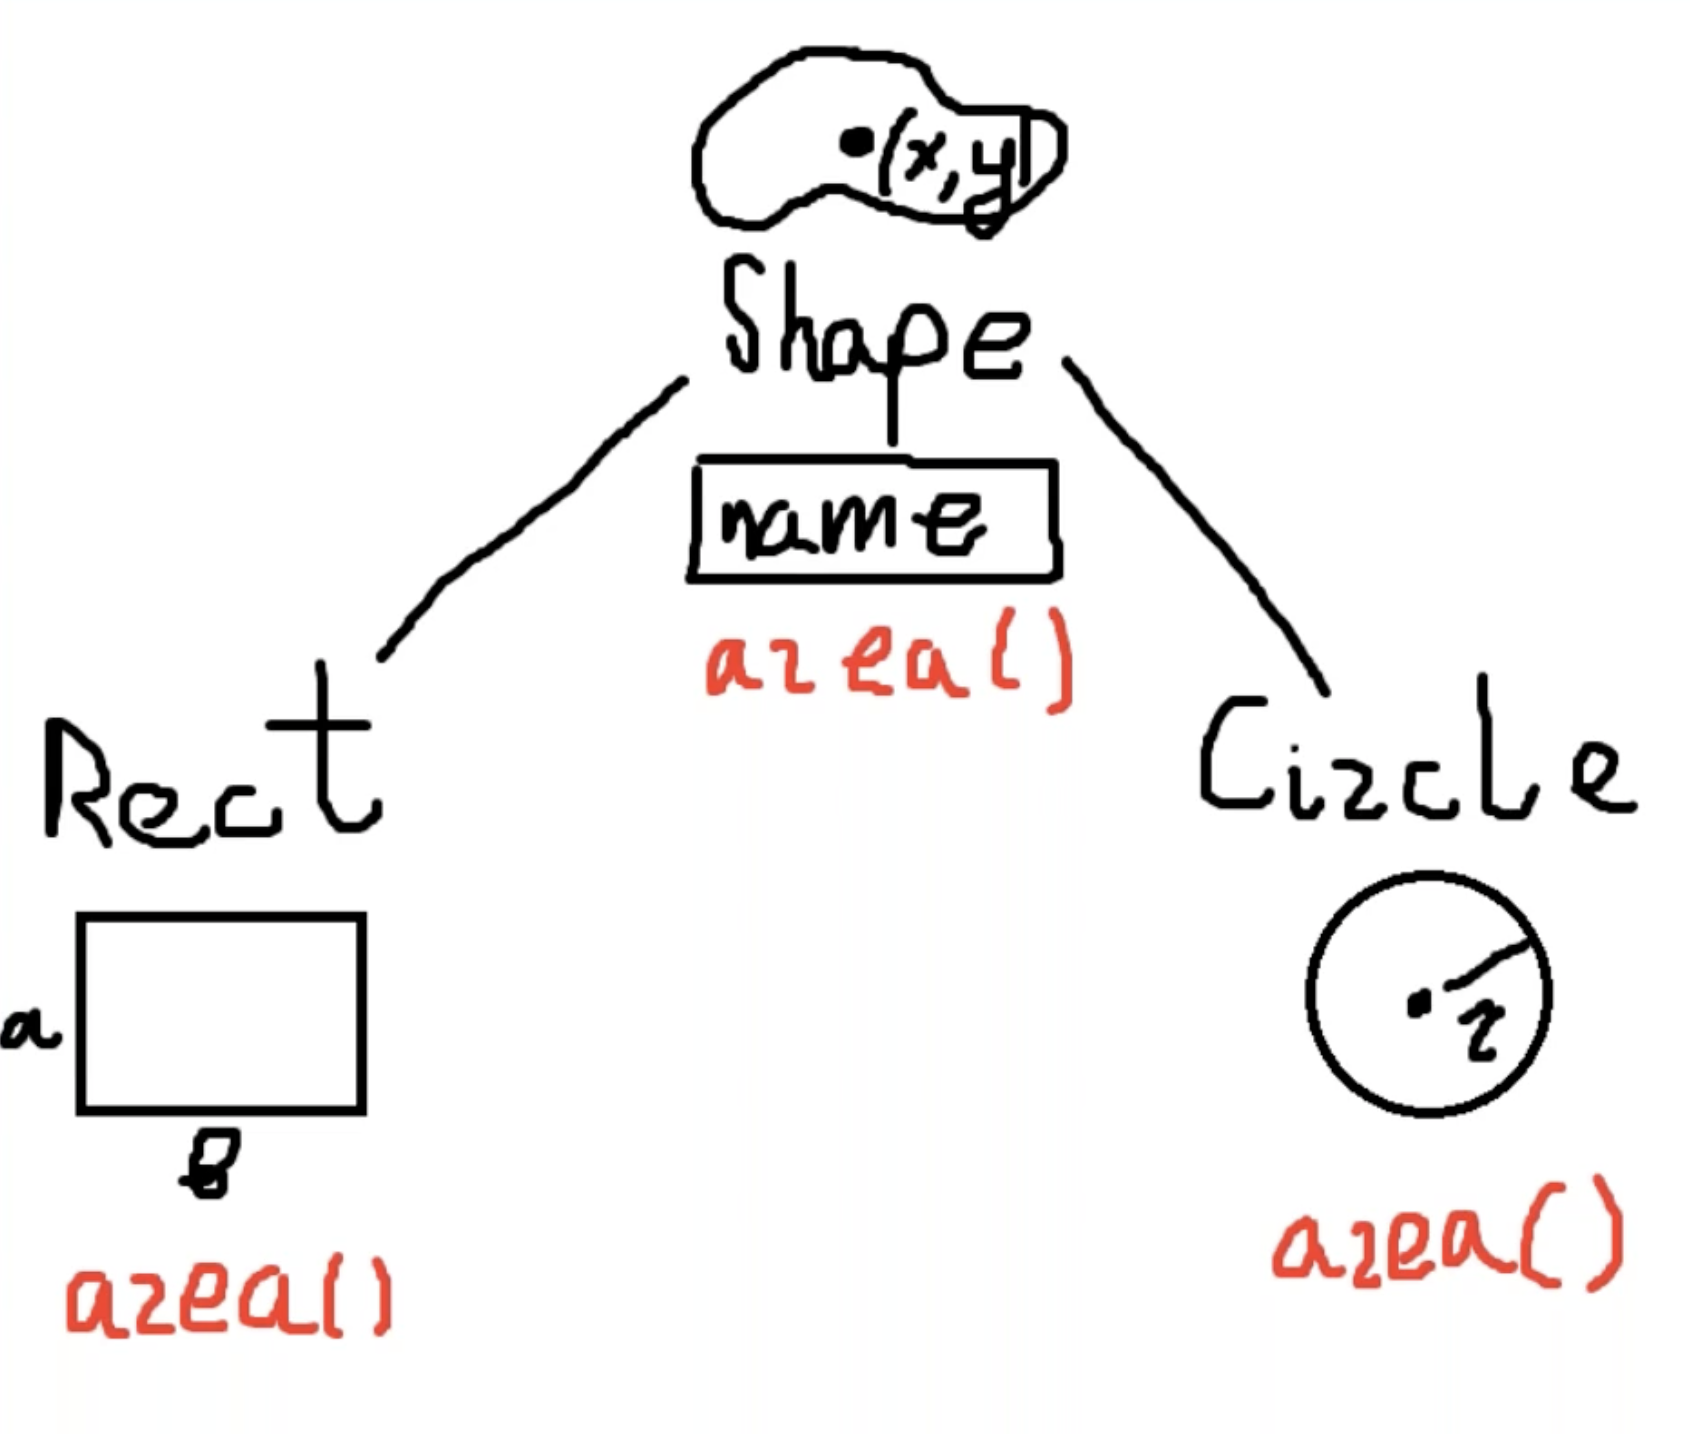 (x, y)
Shape
name
area()
Rect
Circle
a
r
b
area()
area()